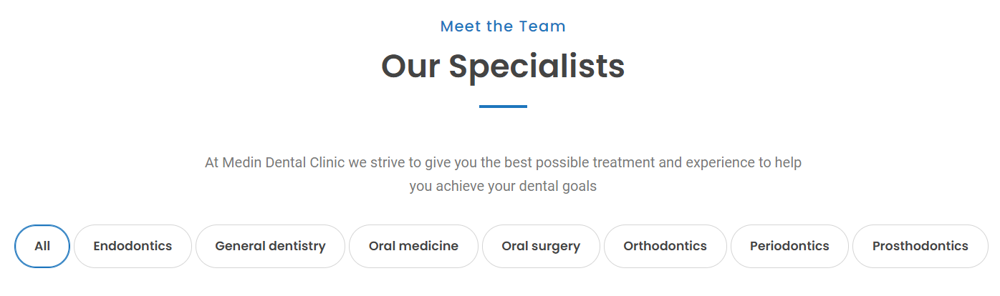 Meet the Team
Our Specialists
At Medin Dental Clinic we strive to give you the best possible treatment and experience to help
you achieve your dental goals
All Endodontics General dentistry Oral medicine Oral surgery Orthodontics Periodontics Prosthodontics